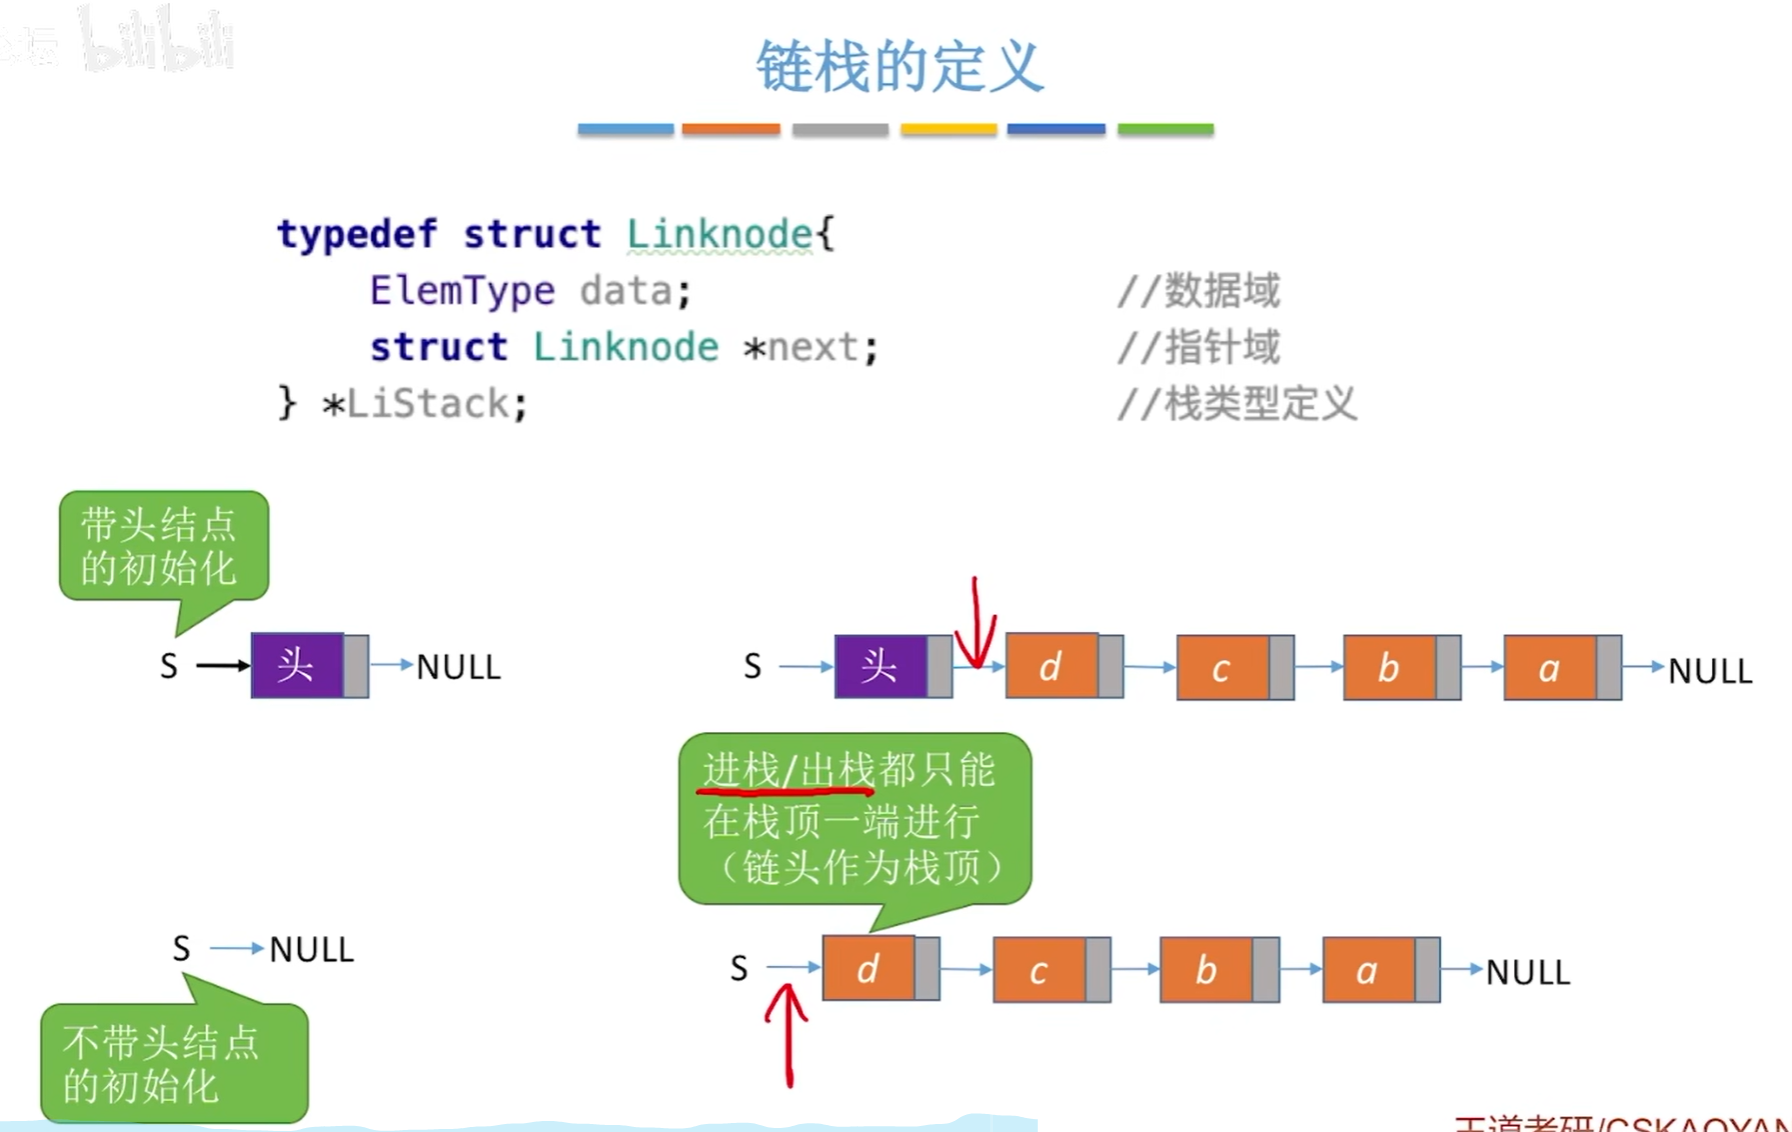 bilibili
链栈的定义
typedef struct Linknode{
ElemType data; //数据域
struct Linknode *next; //指针域
} *LiStack; //栈类型定义
带头结点
的初始化
S 头 NULL
S 头 d c b a NULL
进栈/出栈都只能
在栈顶一端进行
（链头作为栈顶）
S NULL
S d c b a NULL
不带头结点
的初始化
王道考研/CSKAOYAN